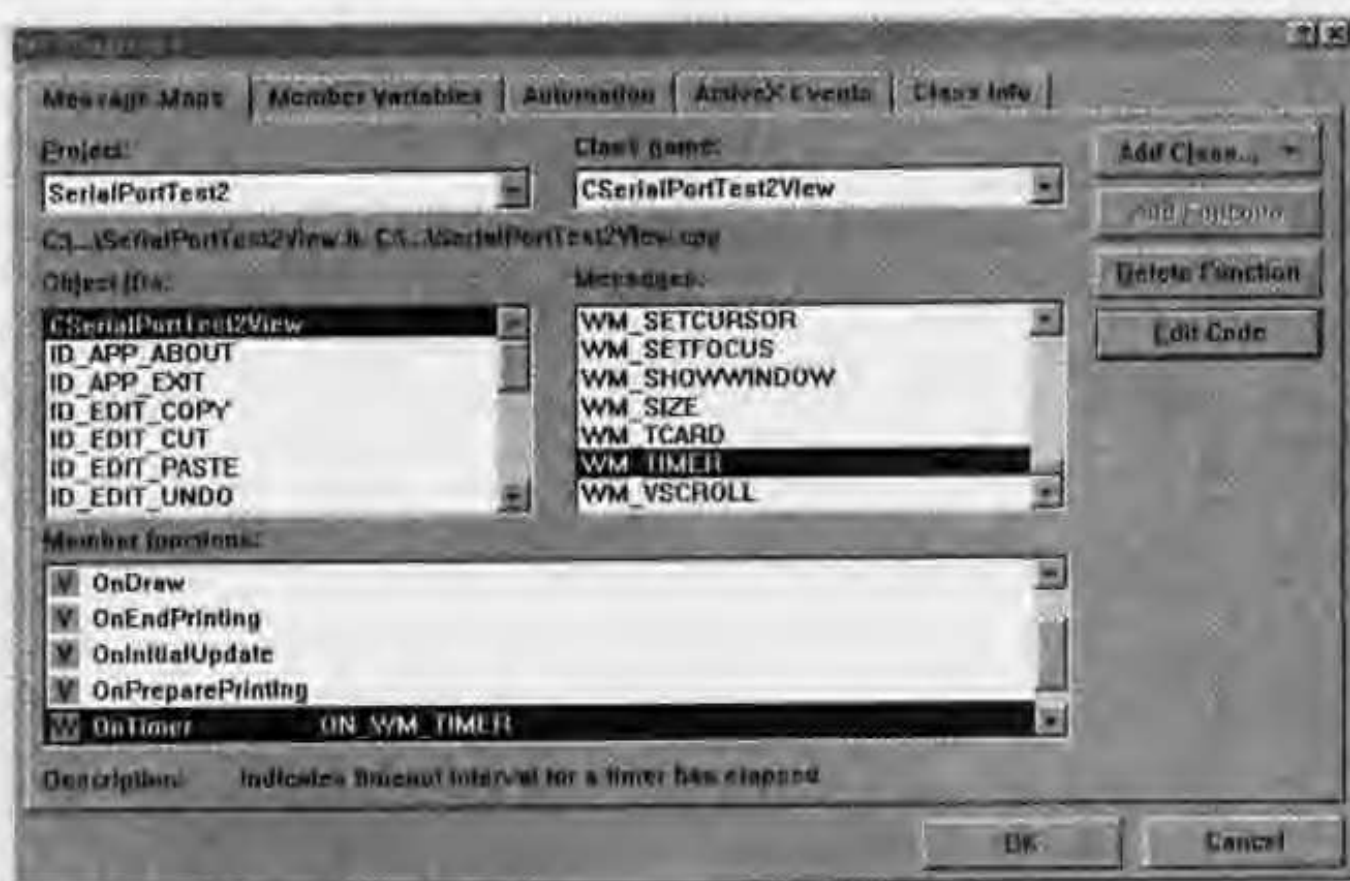 Message Maps Member Variables Automation ActiveX Events Class Info
Project: Class name: Add Class...
SerialPortTest2 CSerialPortTest2View Add Function
C:\...\SerialPortTest2View.h, C:\...\SerialPortTest2View.cpp
Object IDs: Messages: Delete Function
CSerialPortTest2View WM_SETCURSOR Edit Code
ID_APP_ABOUT WM_SETFOCUS
ID_APP_EXIT WM_SHOWWINDOW
ID_EDIT_COPY WM_SIZE
ID_EDIT_CUT WM_TCARD
ID_EDIT_PASTE WM_TIMER
ID_EDIT_UNDO WM_VSCROLL
Member functions:
V OnDraw
V OnEndPrinting
V OnInitialUpdate
V OnPreparePrinting
W OnTimer ON_WM_TIMER
Description: Indicates timeout interval for a timer has elapsed
OK Cancel